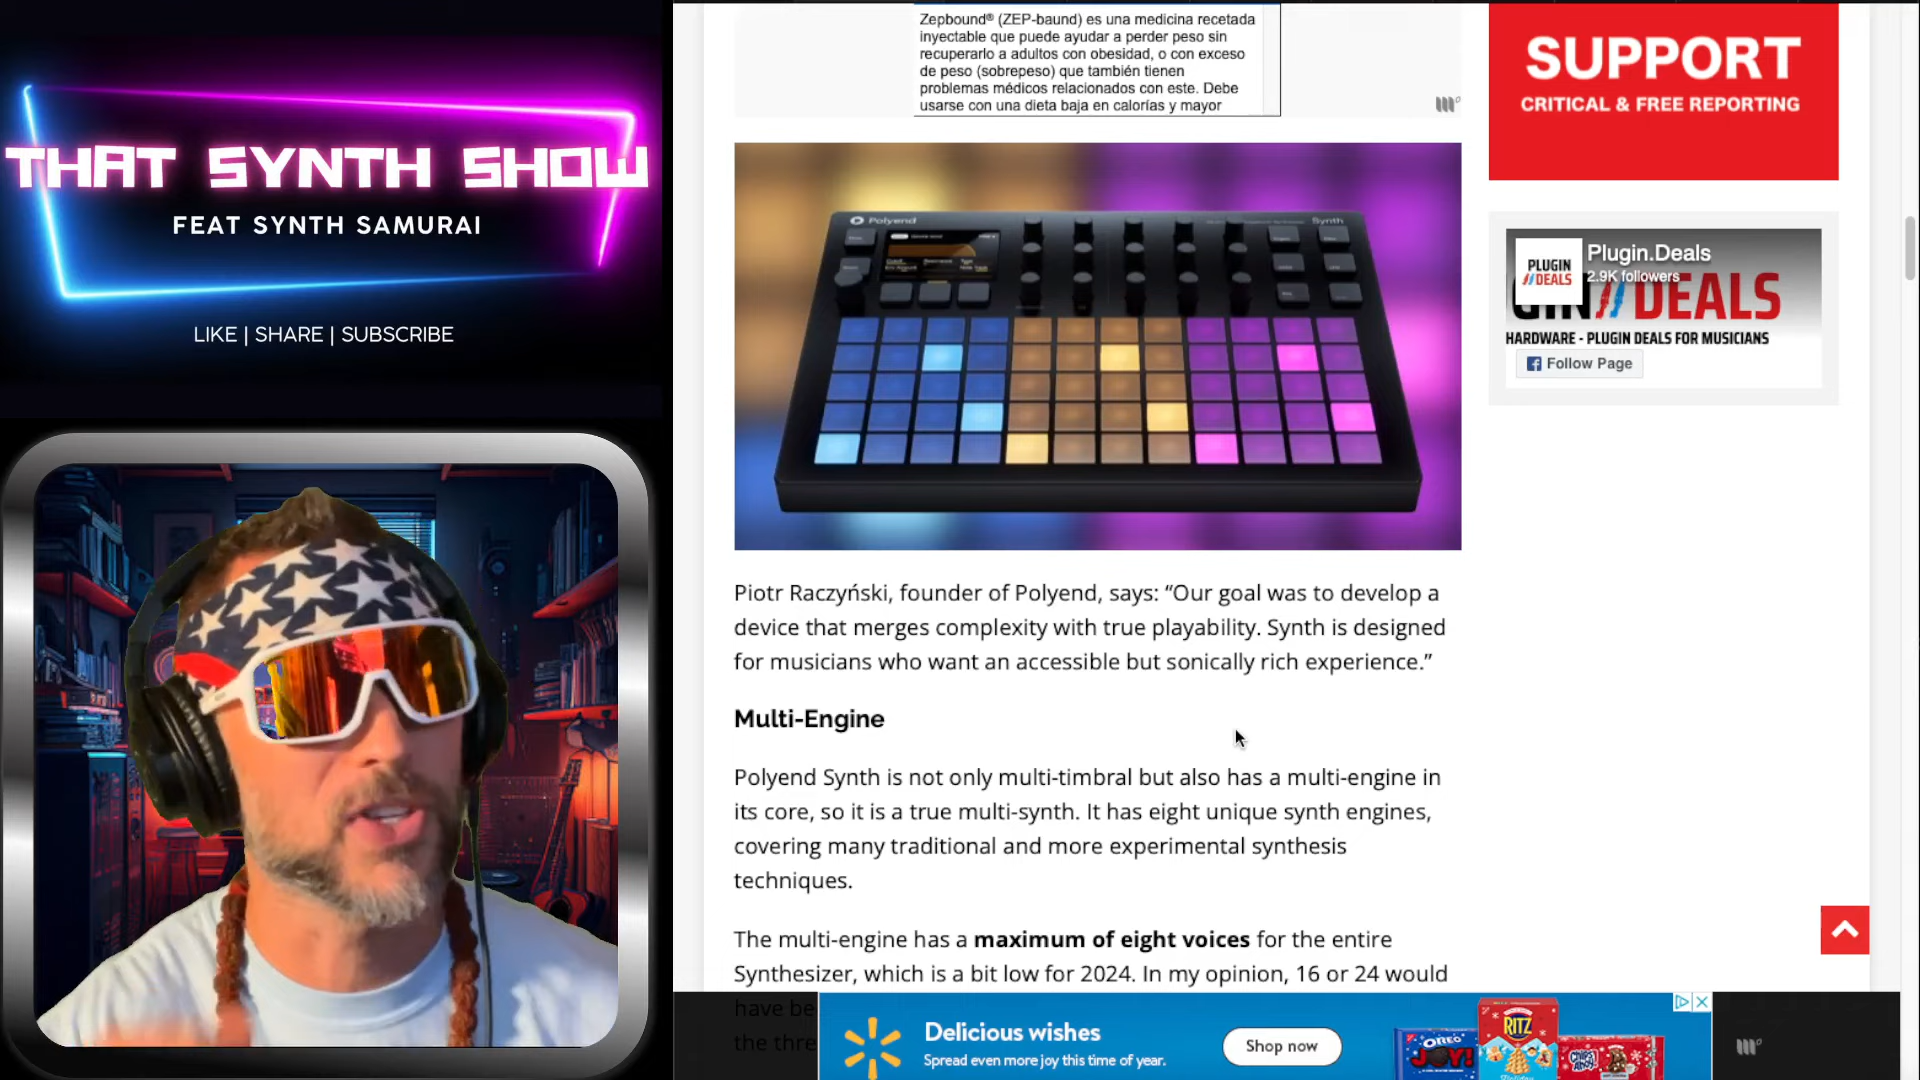 THAT SYNTH SHOW
FEAT SYNTH SAMURAI
LIKE | SHARE | SUBSCRIBE
Zepbound® (ZEP-baund) es una medicina recetada
inyectable que puede ayudar a perder peso sin
recuperarlo a adultos con obesidad, o con exceso
de peso (sobrepeso) que también tienen
problemas médicos relacionados con este. Debe
usarse con una dieta baja en calorías y mayor
Polyend
Synth
Piotr Raczyński, founder of Polyend, says: “Our goal was to develop a
device that merges complexity with true playability. Synth is designed
for musicians who want an accessible but sonically rich experience.”
Multi-Engine
Polyend Synth is not only multi-timbral but also has a multi-engine in
its core, so it is a true multi-synth. It has eight unique synth engines,
covering many traditional and more experimental synthesis
techniques.
The multi-engine has a maximum of eight voices for the entire
Synthesizer, which is a bit low for 2024. In my opinion, 16 or 24 would
have be
the thre
SUPPORT
CRITICAL & FREE REPORTING
PLUGIN
DEALS
Plugin.Deals
2.9K followers
GIN//DEALS
HARDWARE - PLUGIN DEALS FOR MUSICIANS
Follow Page
Delicious wishes
Spread even more joy this time of year.
Shop now
OREO
JOY!
RITZ
CHIPS
AHOY!